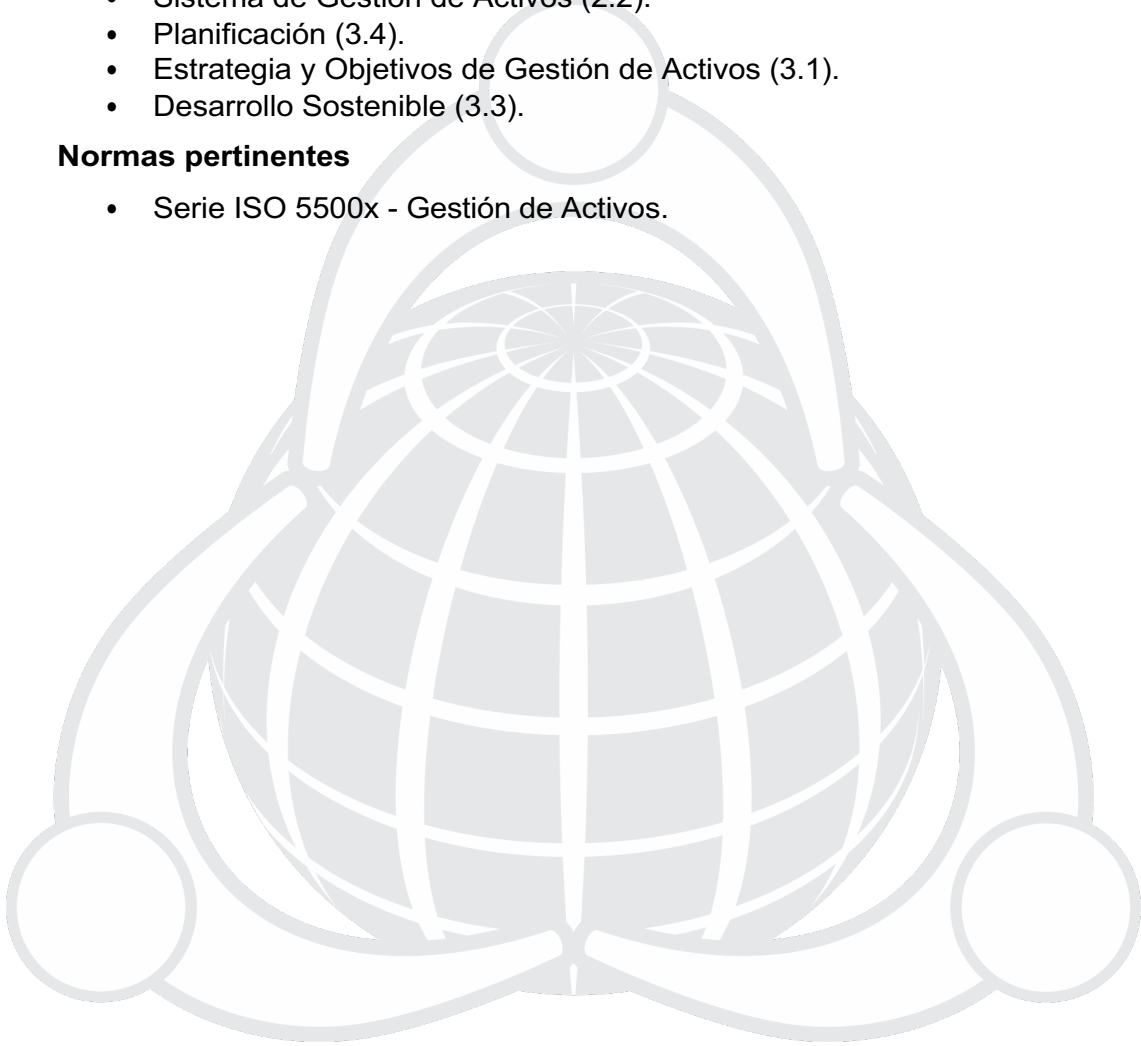 • Sistema de Gestión de Activos (2.2).
• Planificación (3.4).
• Estrategia y Objetivos de Gestión de Activos (3.1).
• Desarrollo Sostenible (3.3).
Normas pertinentes
• Serie ISO 5500x - Gestión de Activos.